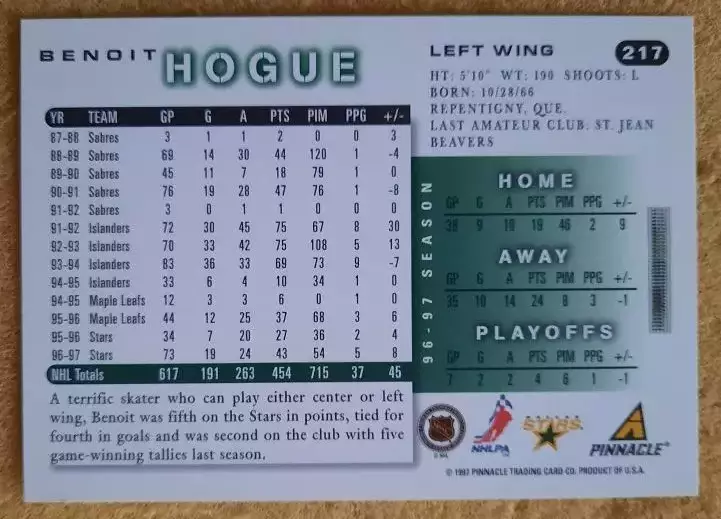 BENOIT HOGUE
LEFT WING
217
HT: 5'10" WT: 190 SHOOTS: L
BORN: 10/28/66
REPENTIGNY, QUE.
LAST AMATEUR CLUB: ST. JEAN
BEAVERS
YR TEAM GP G A PTS PIM PPG +/-
87-88 Sabres 3 1 1 2 0 0 3
88-89 Sabres 69 14 30 44 120 1 -4
89-90 Sabres 45 11 7 18 79 1 0
90-91 Sabres 76 19 28 47 76 1 -8
91-92 Sabres 3 0 1 1 0 0 0
91-92 Islanders 72 30 45 75 67 8 30
92-93 Islanders 70 33 42 75 108 5 13
93-94 Islanders 83 36 33 69 73 9 -7
94-95 Islanders 33 6 4 10 34 1 0
94-95 Maple Leafs 12 3 3 6 0 1 0
95-96 Maple Leafs 44 12 25 37 68 3 6
95-96 Stars 34 7 20 27 36 2 4
96-97 Stars 73 19 24 43 54 5 8
NHL Totals 617 191 263 454 715 37 45
A terrific skater who can play either center or left
wing, Benoit was fifth on the Stars in points, tied for
fourth in goals and was second on the club with five
game-winning tallies last season.
96-97 SEASON
HOME
GP G A PTS PIM PPG +/-
38 9 10 19 46 2 9
AWAY
GP G A PTS PIM PPG +/-
35 10 14 24 8 3 -1
PLAYOFFS
GP G A PTS PIM PPG +/-
7 2 2 4 6 1 -1
NHLPA
STARS
PINNACLE
© 1997 PINNACLE TRADING CARD CO. PRODUCT OF U.S.A.